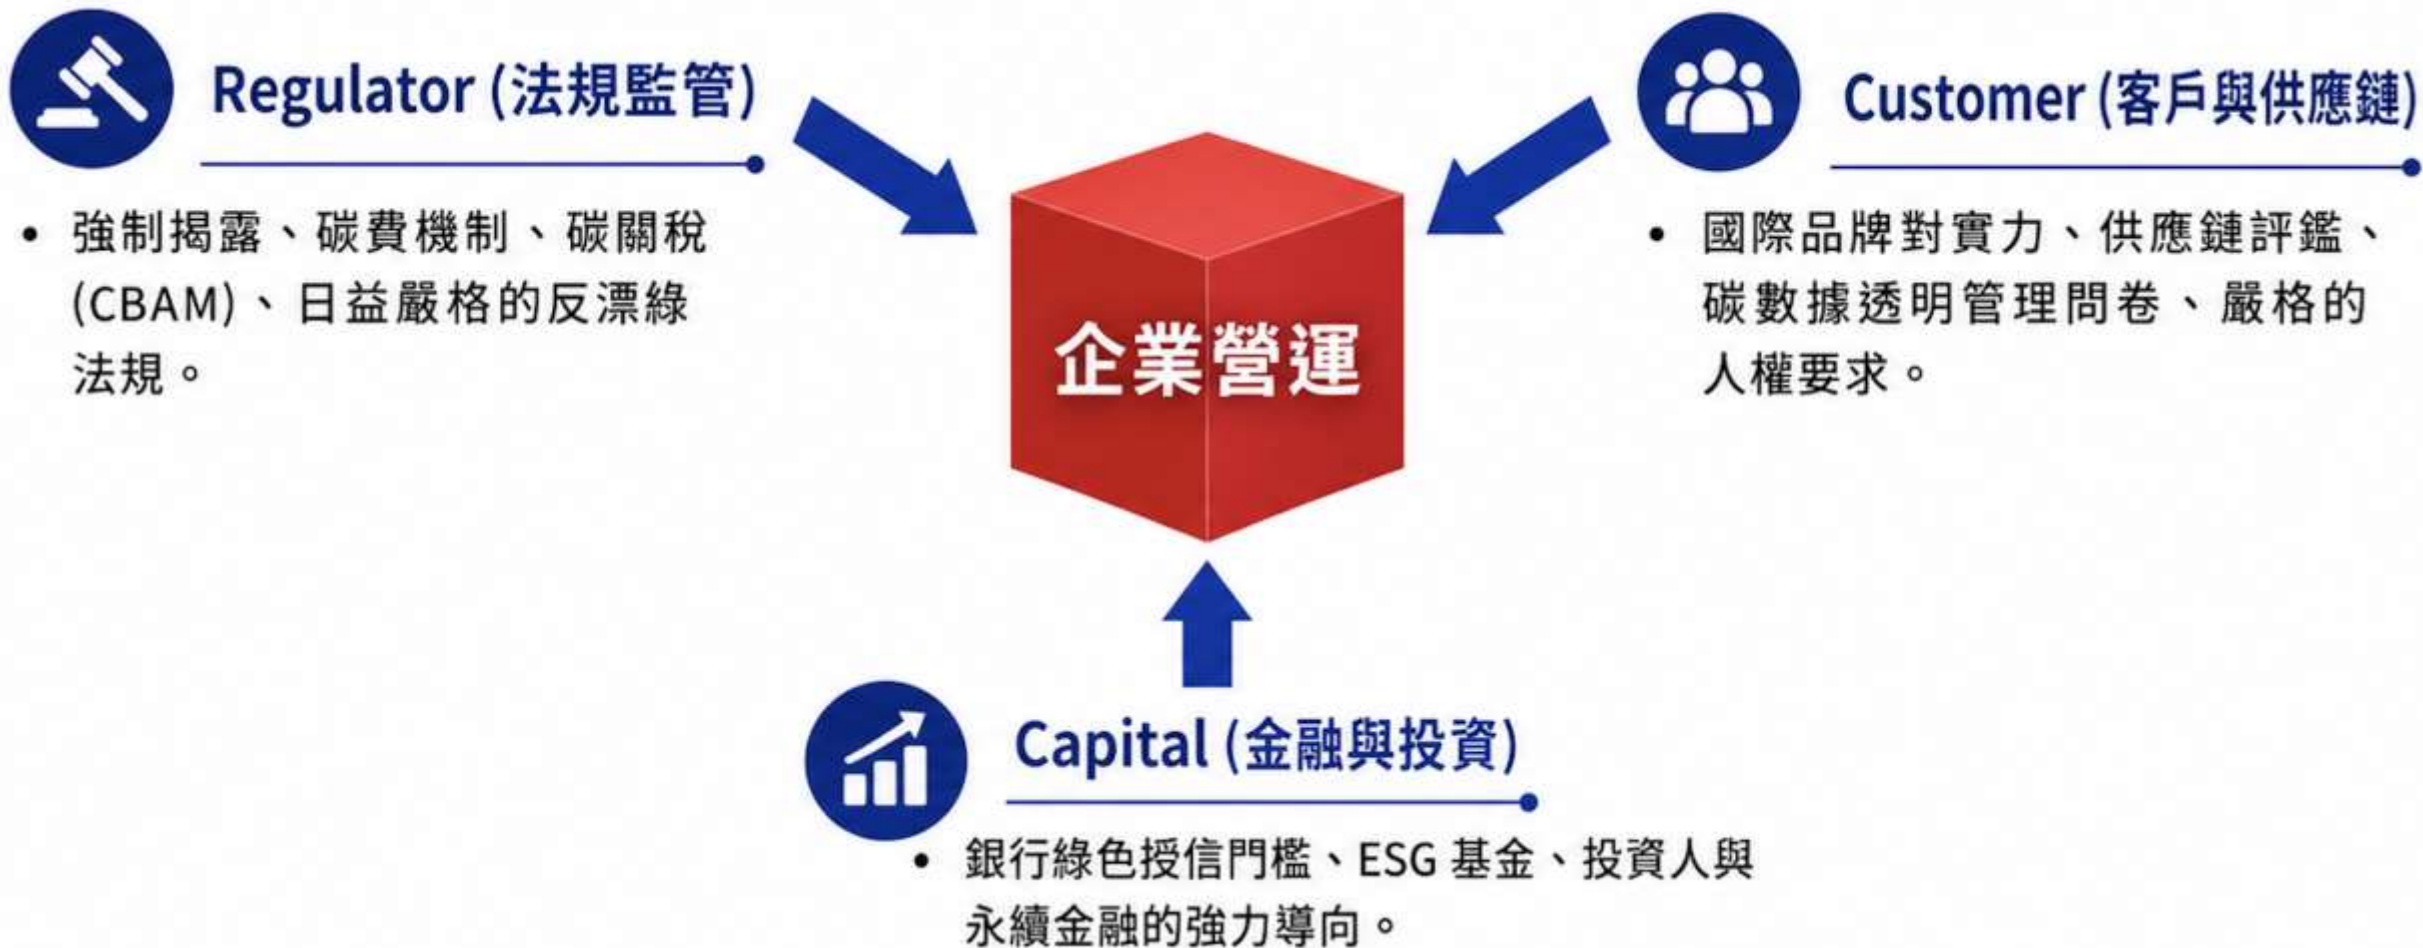 Regulator (法規監管)
• 強制揭露、碳費機制、碳關稅
(CBAM)、日益嚴格的反漂綠
法規。
Customer (客戶與供應鏈)
• 國際品牌對實力、供應鏈評鑑、
碳數據透明管理問卷、嚴格的
人權要求。
企業營運
Capital (金融與投資)
• 銀行綠色授信門檻、ESG 基金、投資人與
永續金融的強力導向。